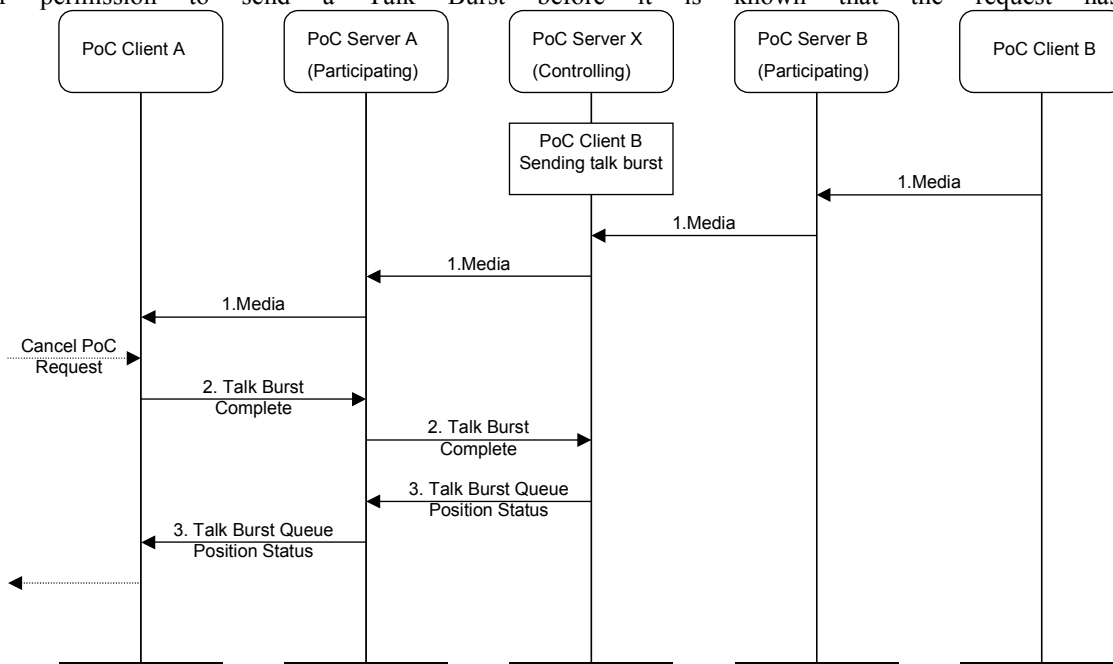 permission to send a Talk Burst before it is known that the request has
PoC Client A
PoC Server A
(Participating)
PoC Server X
(Controlling)
PoC Server B
(Participating)
PoC Client B
PoC Client B
Sending talk burst
1.Media
1.Media
1.Media
1.Media
Cancel PoC
Request
2. Talk Burst
Complete
2. Talk Burst
Complete
3. Talk Burst Queue
Position Status
3. Talk Burst Queue
Position Status